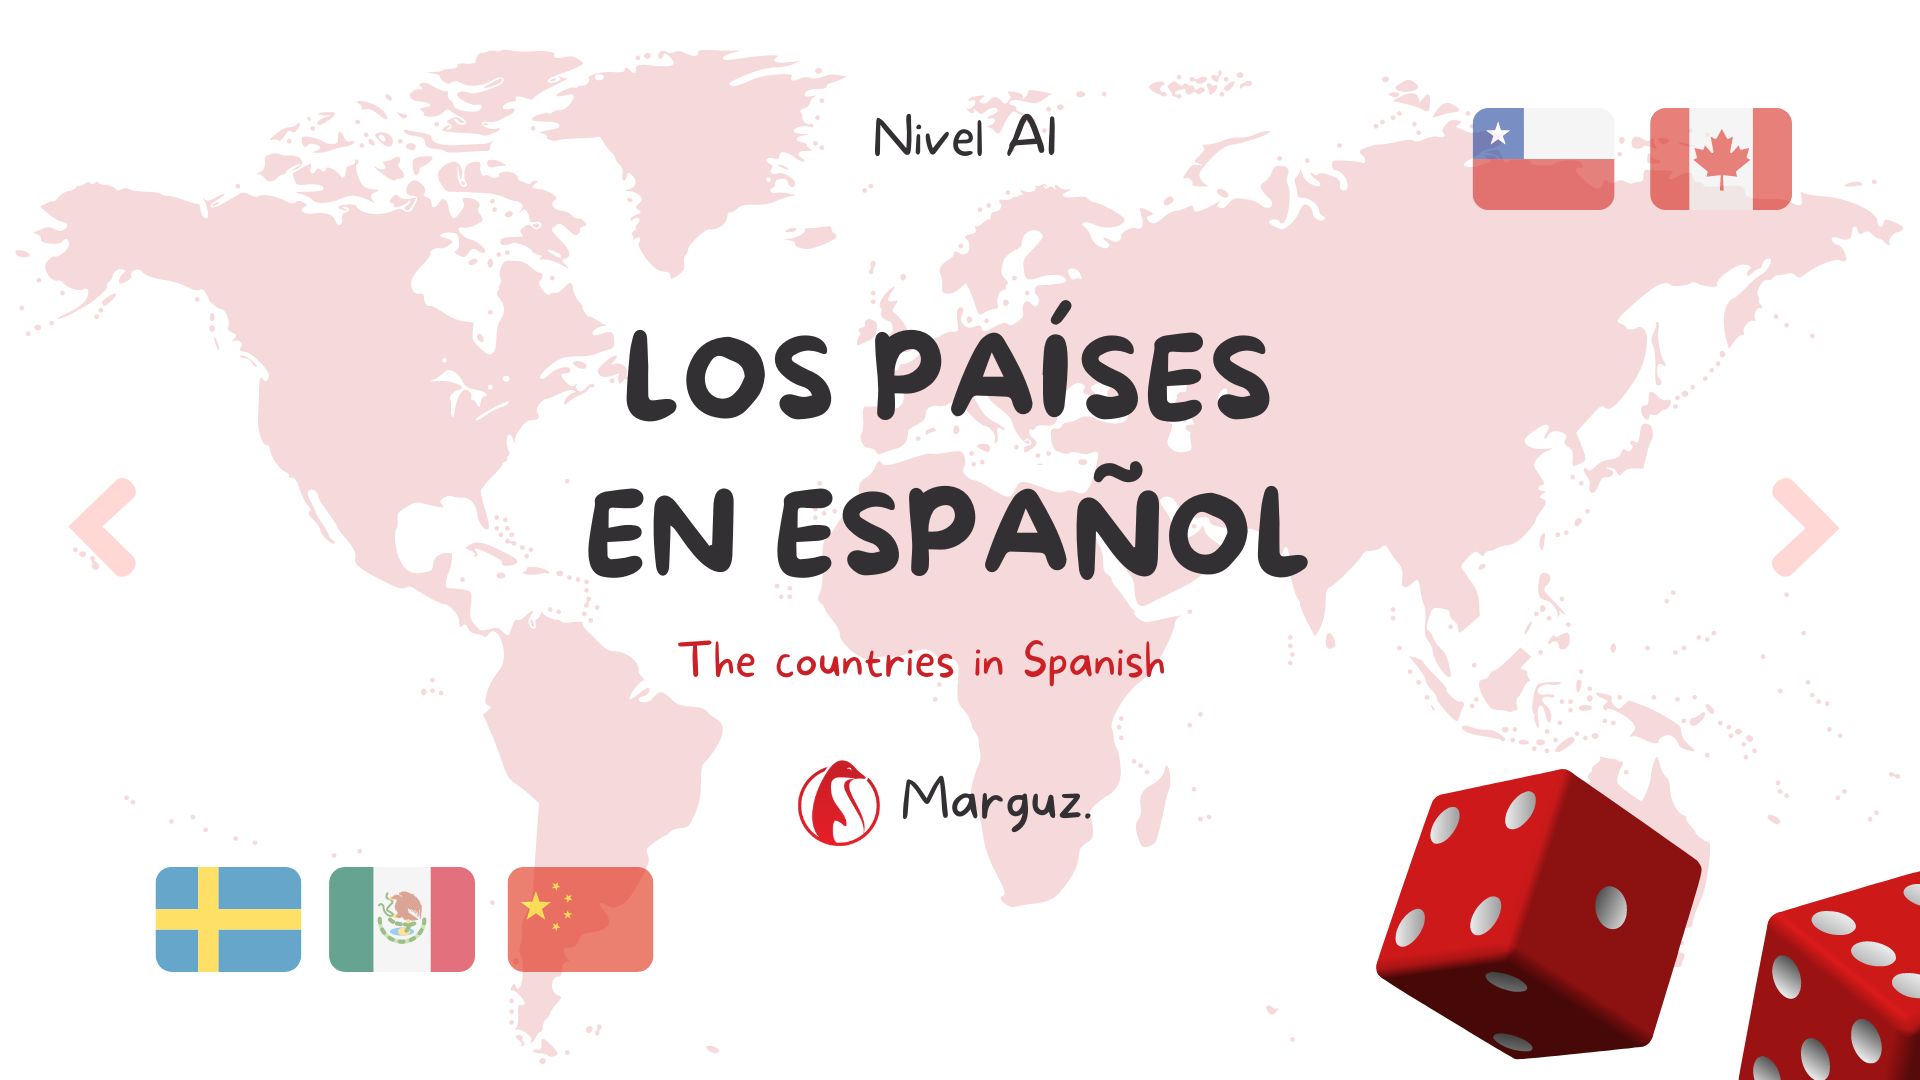 Nivel A1
LOS PAÍSES
EN ESPAÑOL
The countries in Spanish
Marguz.